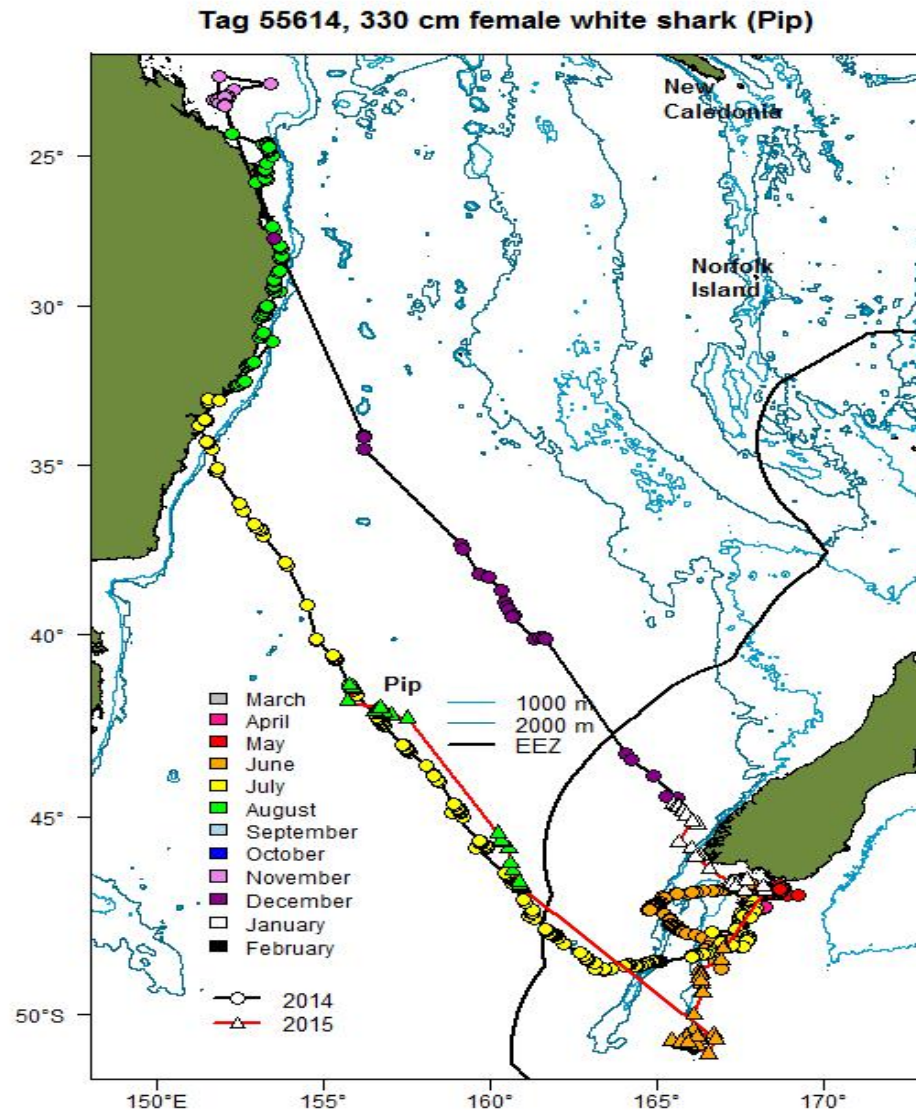 Tag 55614, 330 cm female white shark (Pip)
New
Caledonia
25°
Norfolk
Island
30°
35°
40°
Pip
March
April
May
June
July
August
September
October
November
December
January
February
1000 m
2000 m
EEZ
45°
2014
2015
50°S
150°E
155°
160°
165°
170°